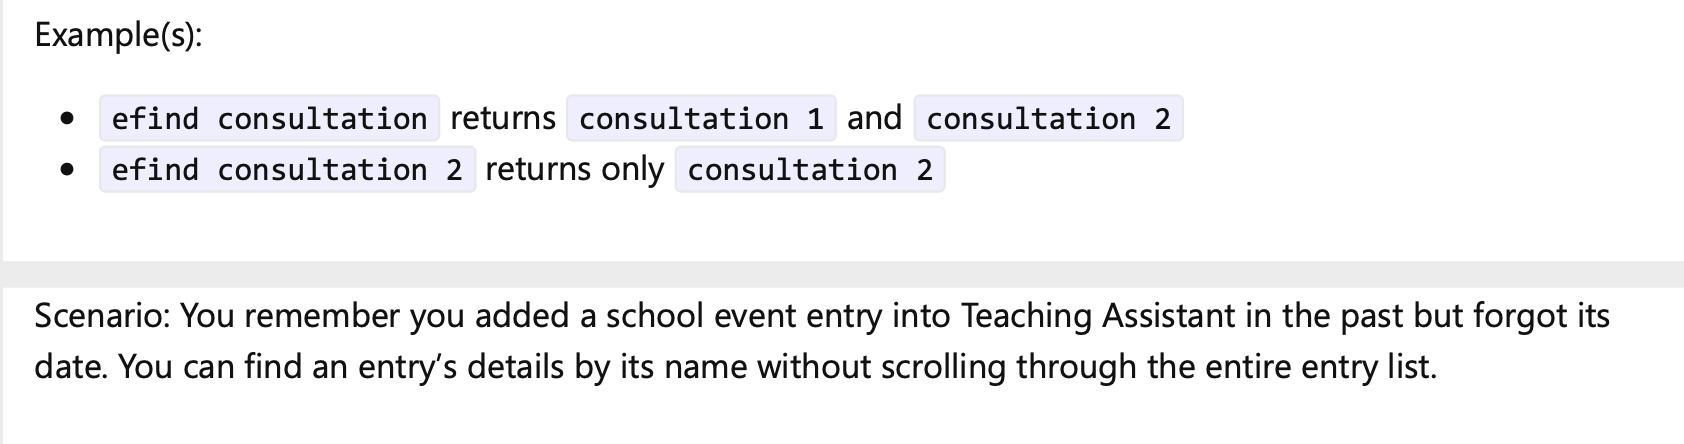 Example(s):
• efind consultation returns consultation 1 and consultation 2
• efind consultation 2 returns only consultation 2
Scenario: You remember you added a school event entry into Teaching Assistant in the past but forgot its
date. You can find an entry’s details by its name without scrolling through the entire entry list.